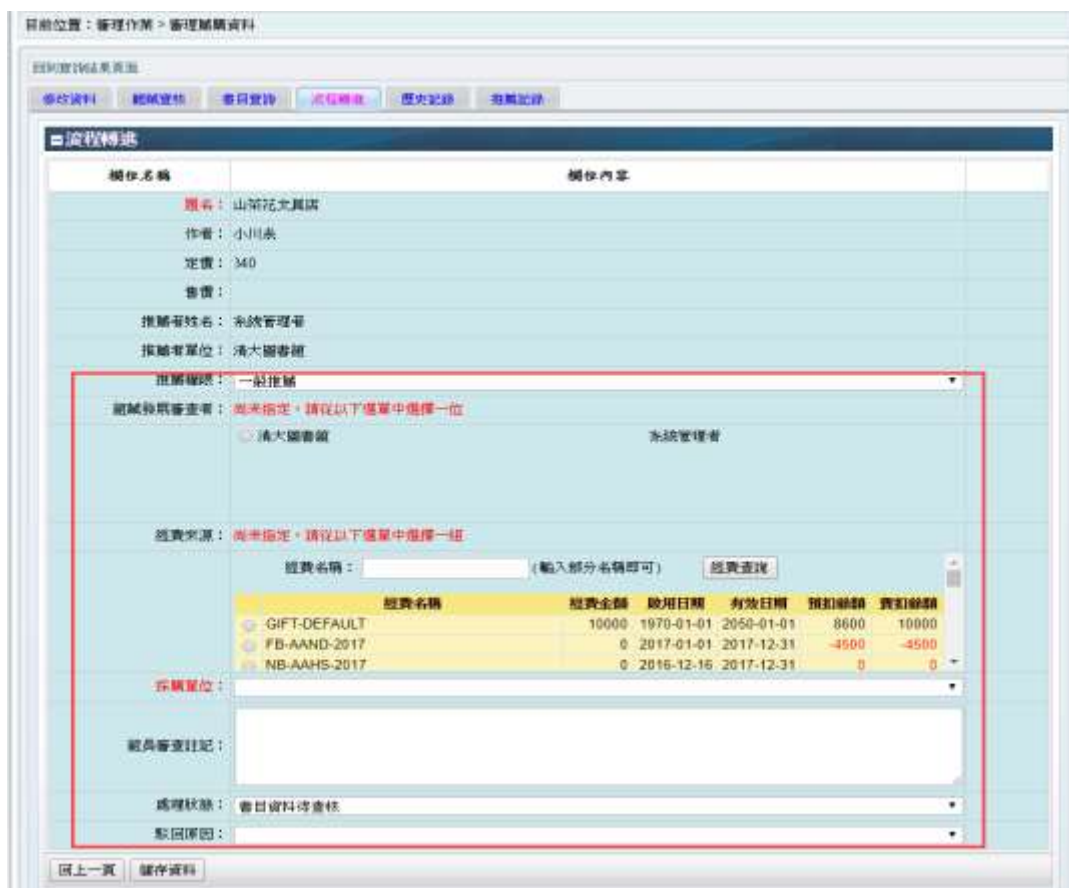 目前位置：審理作業 > 審理薦購資料
回到查詢結果頁面
修改資料 館藏查核 書目查詢 流程轉進 歷史記錄 推薦記錄
流程轉進
欄位名稱 欄位內容
題名： 山茶花文具店
作者： 小川糸
定價： 340
售價：
推薦者姓名： 系統管理者
推薦者單位： 清大圖書館
推薦權限： 一般推薦
館藏發展審查者： 尚未指定，請從以下選單中選擇一位
清大圖書館 系統管理者
經費來源： 尚未指定，請從以下選單中選擇一組
經費名稱： (輸入部分名稱即可) 經費查詢
經費名稱 經費金額 啟用日期 有效日期 預扣餘額 實扣餘額
GIFT-DEFAULT 10000 1970-01-01 2050-01-01 8600 10000
FB-AAND-2017 0 2017-01-01 2017-12-31 -4500 -4500
NB-AAHS-2017 0 2016-12-16 2017-12-31 0 0
採購單位：
館員審查註記：
處理狀態： 書目資料待查核
駁回原因：
回上一頁 儲存資料